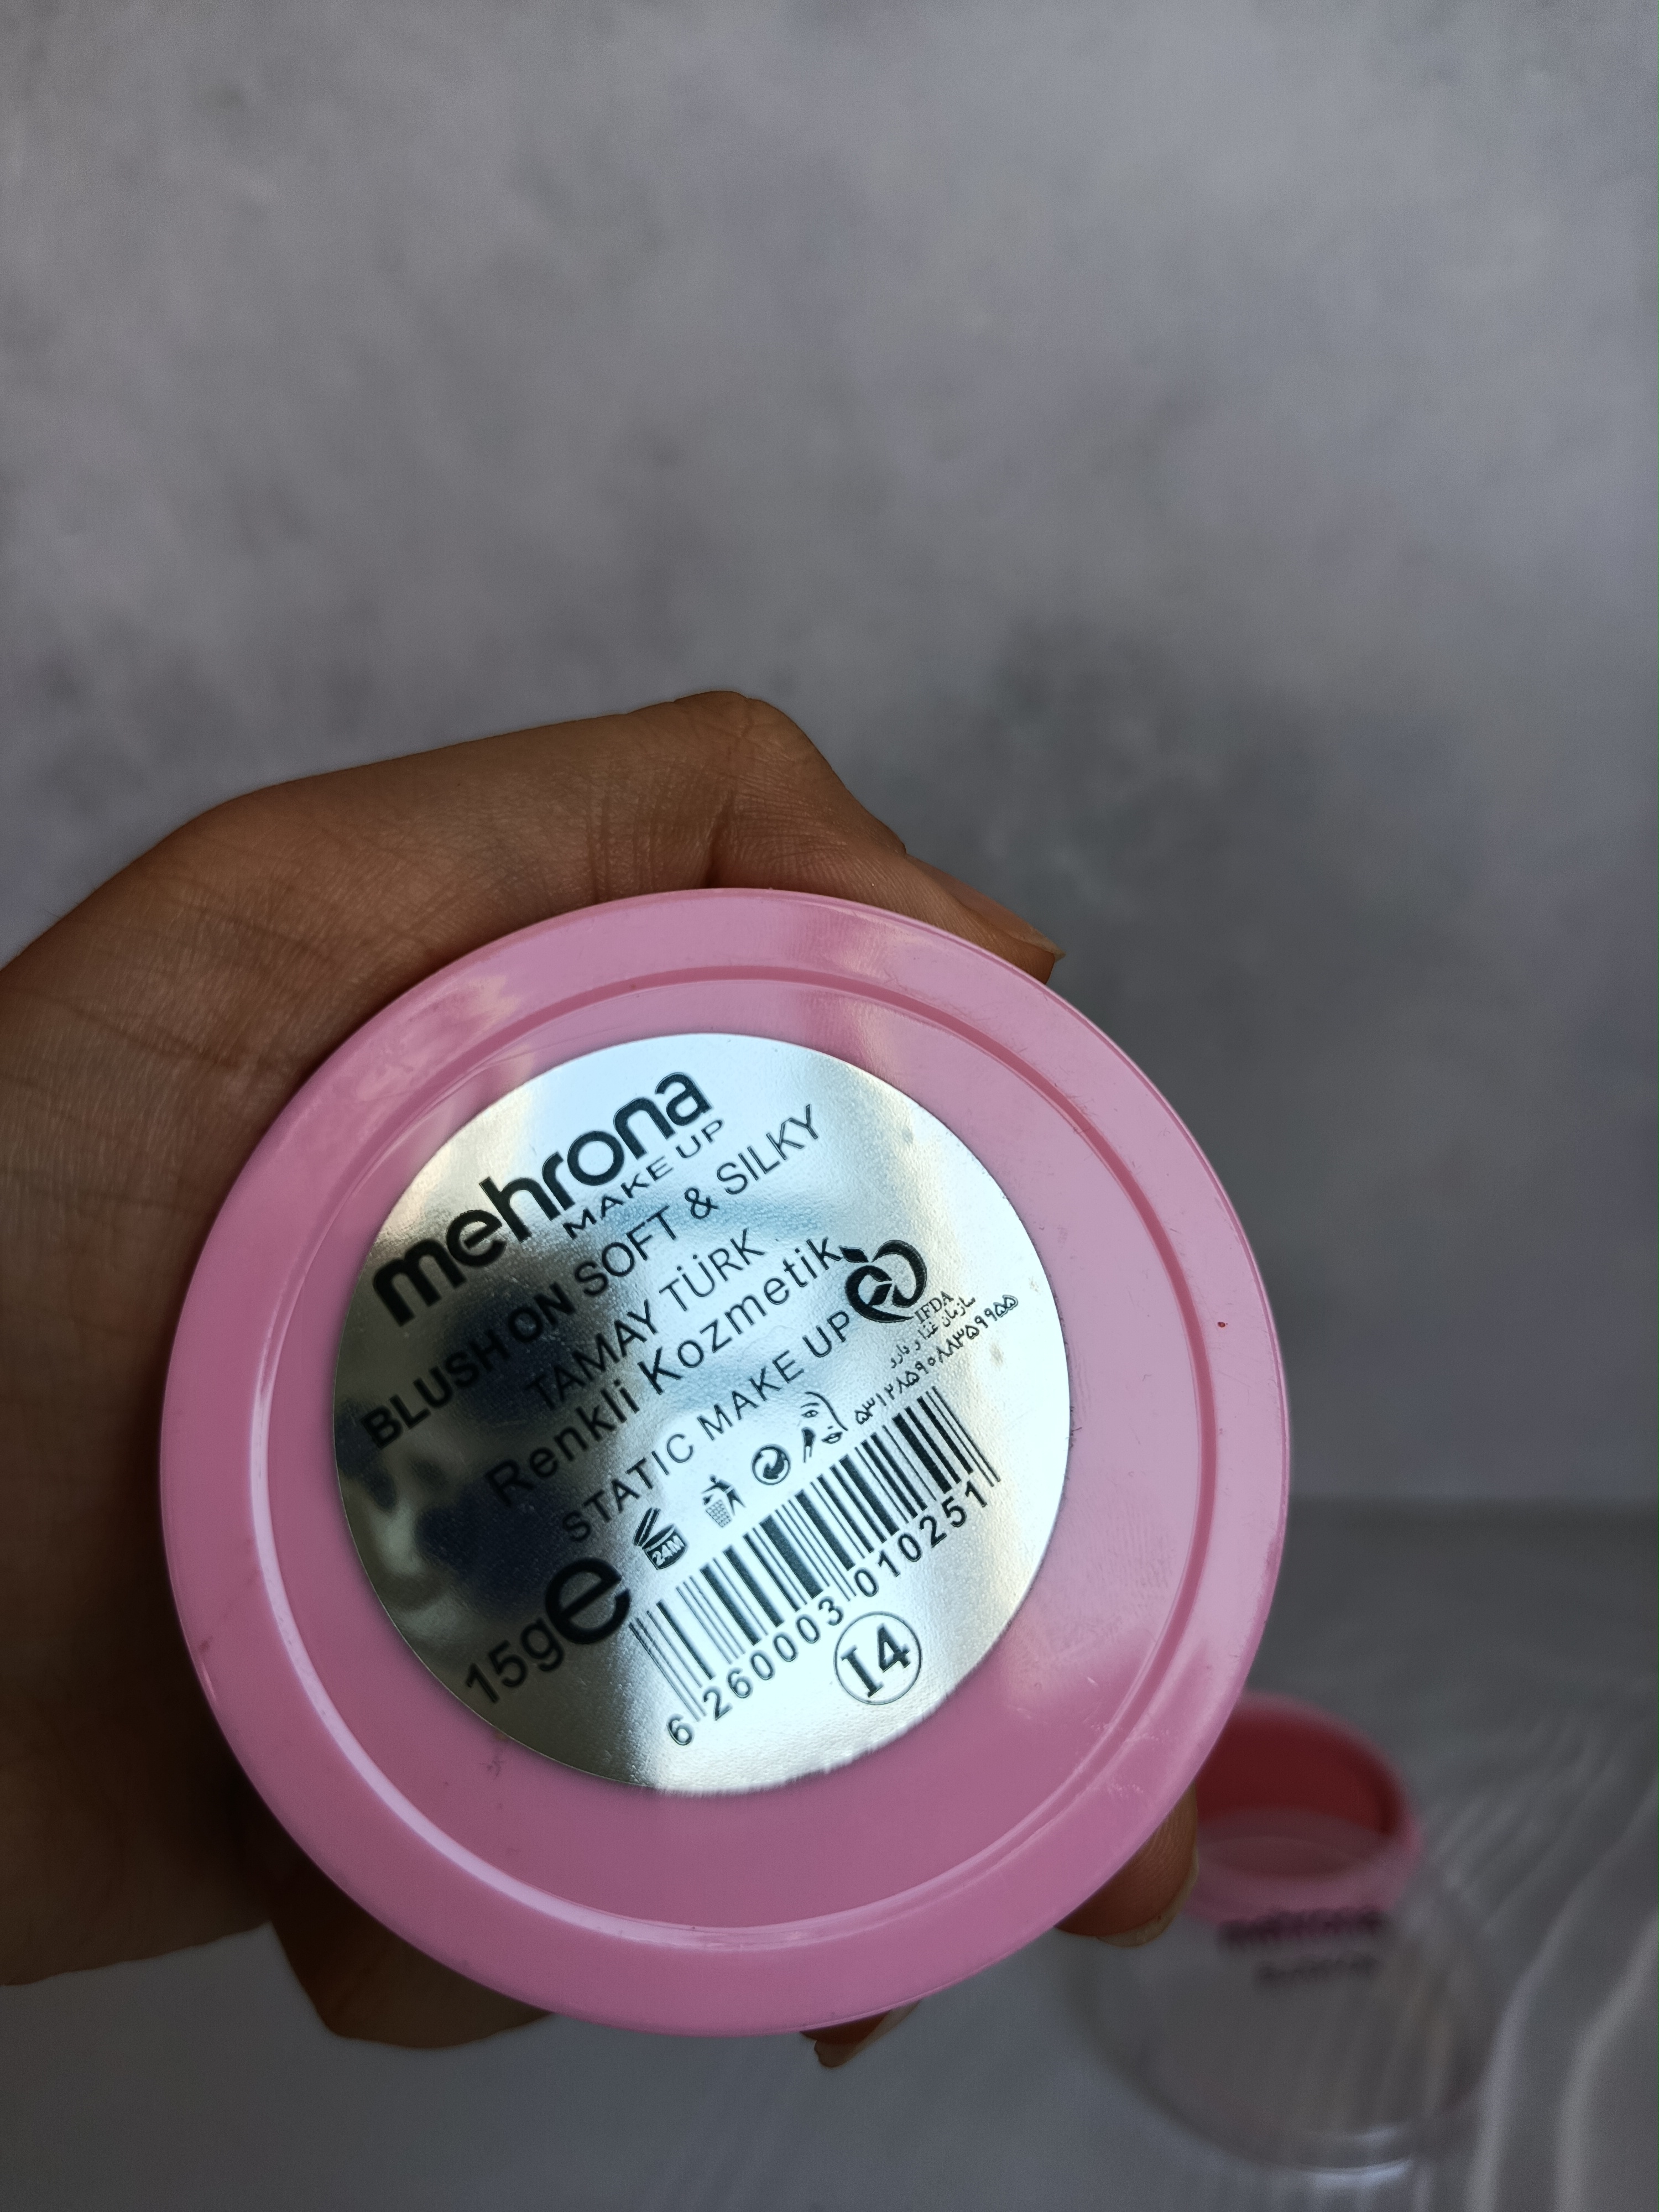 mehrona
MAKE UP
BLUSH ON SOFT & SILKY
TAMAY TÜRK
Renkli Kozmetik
STATIC MAKE UP
IFDA
سازمان غذا و دارو
۵۳۱۲۸۵۹۰۸۸۳۵۹۹۵۵
24M
15g e
6 260003 010251
I4